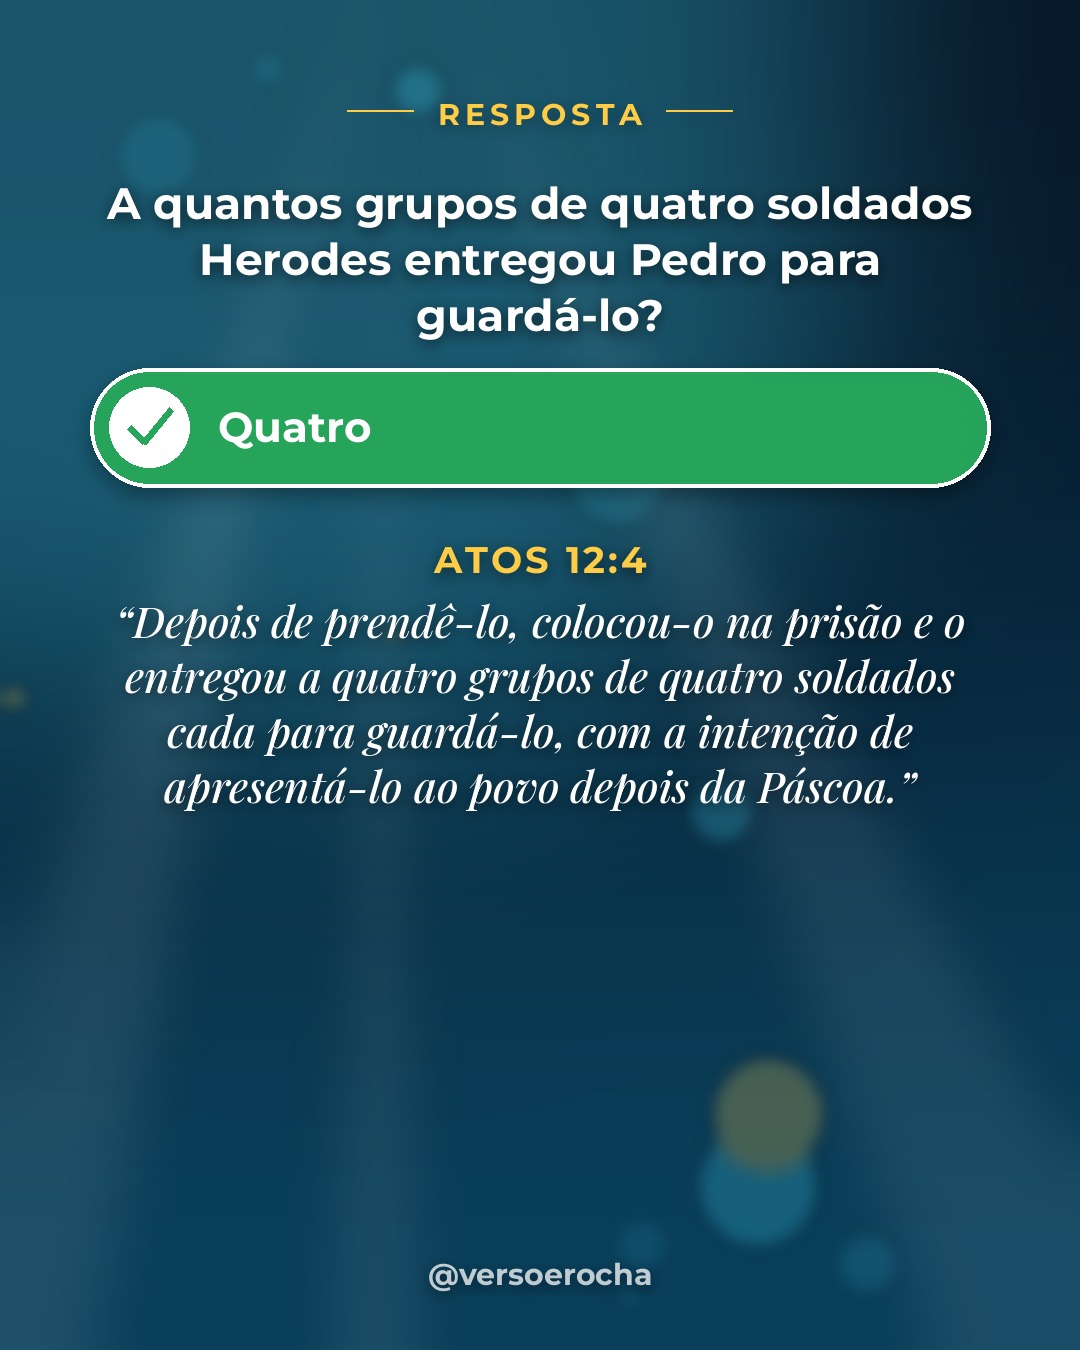 RESPOSTA
A quantos grupos de quatro soldados
Herodes entregou Pedro para
guardá-lo?
Quatro
ATOS 12:4
“Depois de prendê-lo, colocou-o na prisão e o
entregou a quatro grupos de quatro soldados
cada para guardá-lo, com a intenção de
apresentá-lo ao povo depois da Páscoa.”
@versoerocha